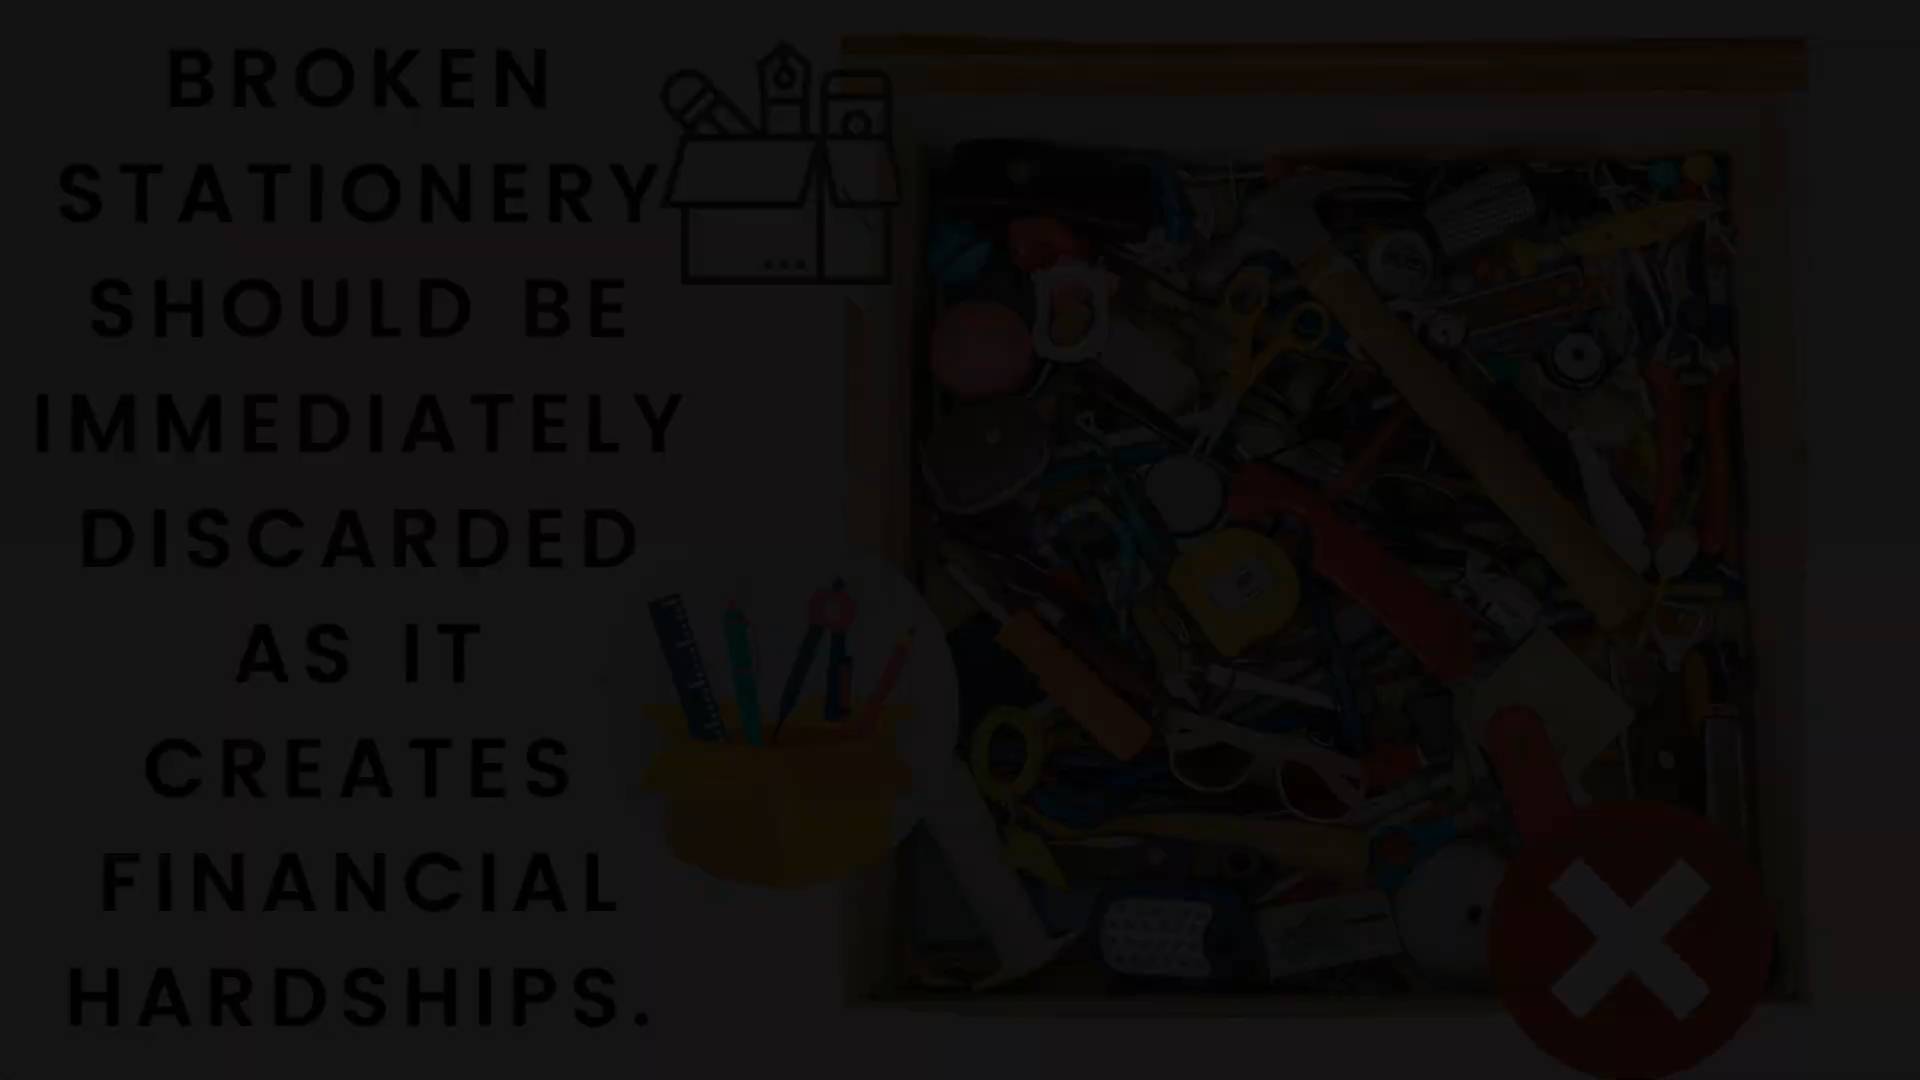 BROKEN
STATIONERY
SHOULD BE
IMMEDIATELY
DISCARDED
AS IT
CREATES
FINANCIAL
HARDSHIPS.